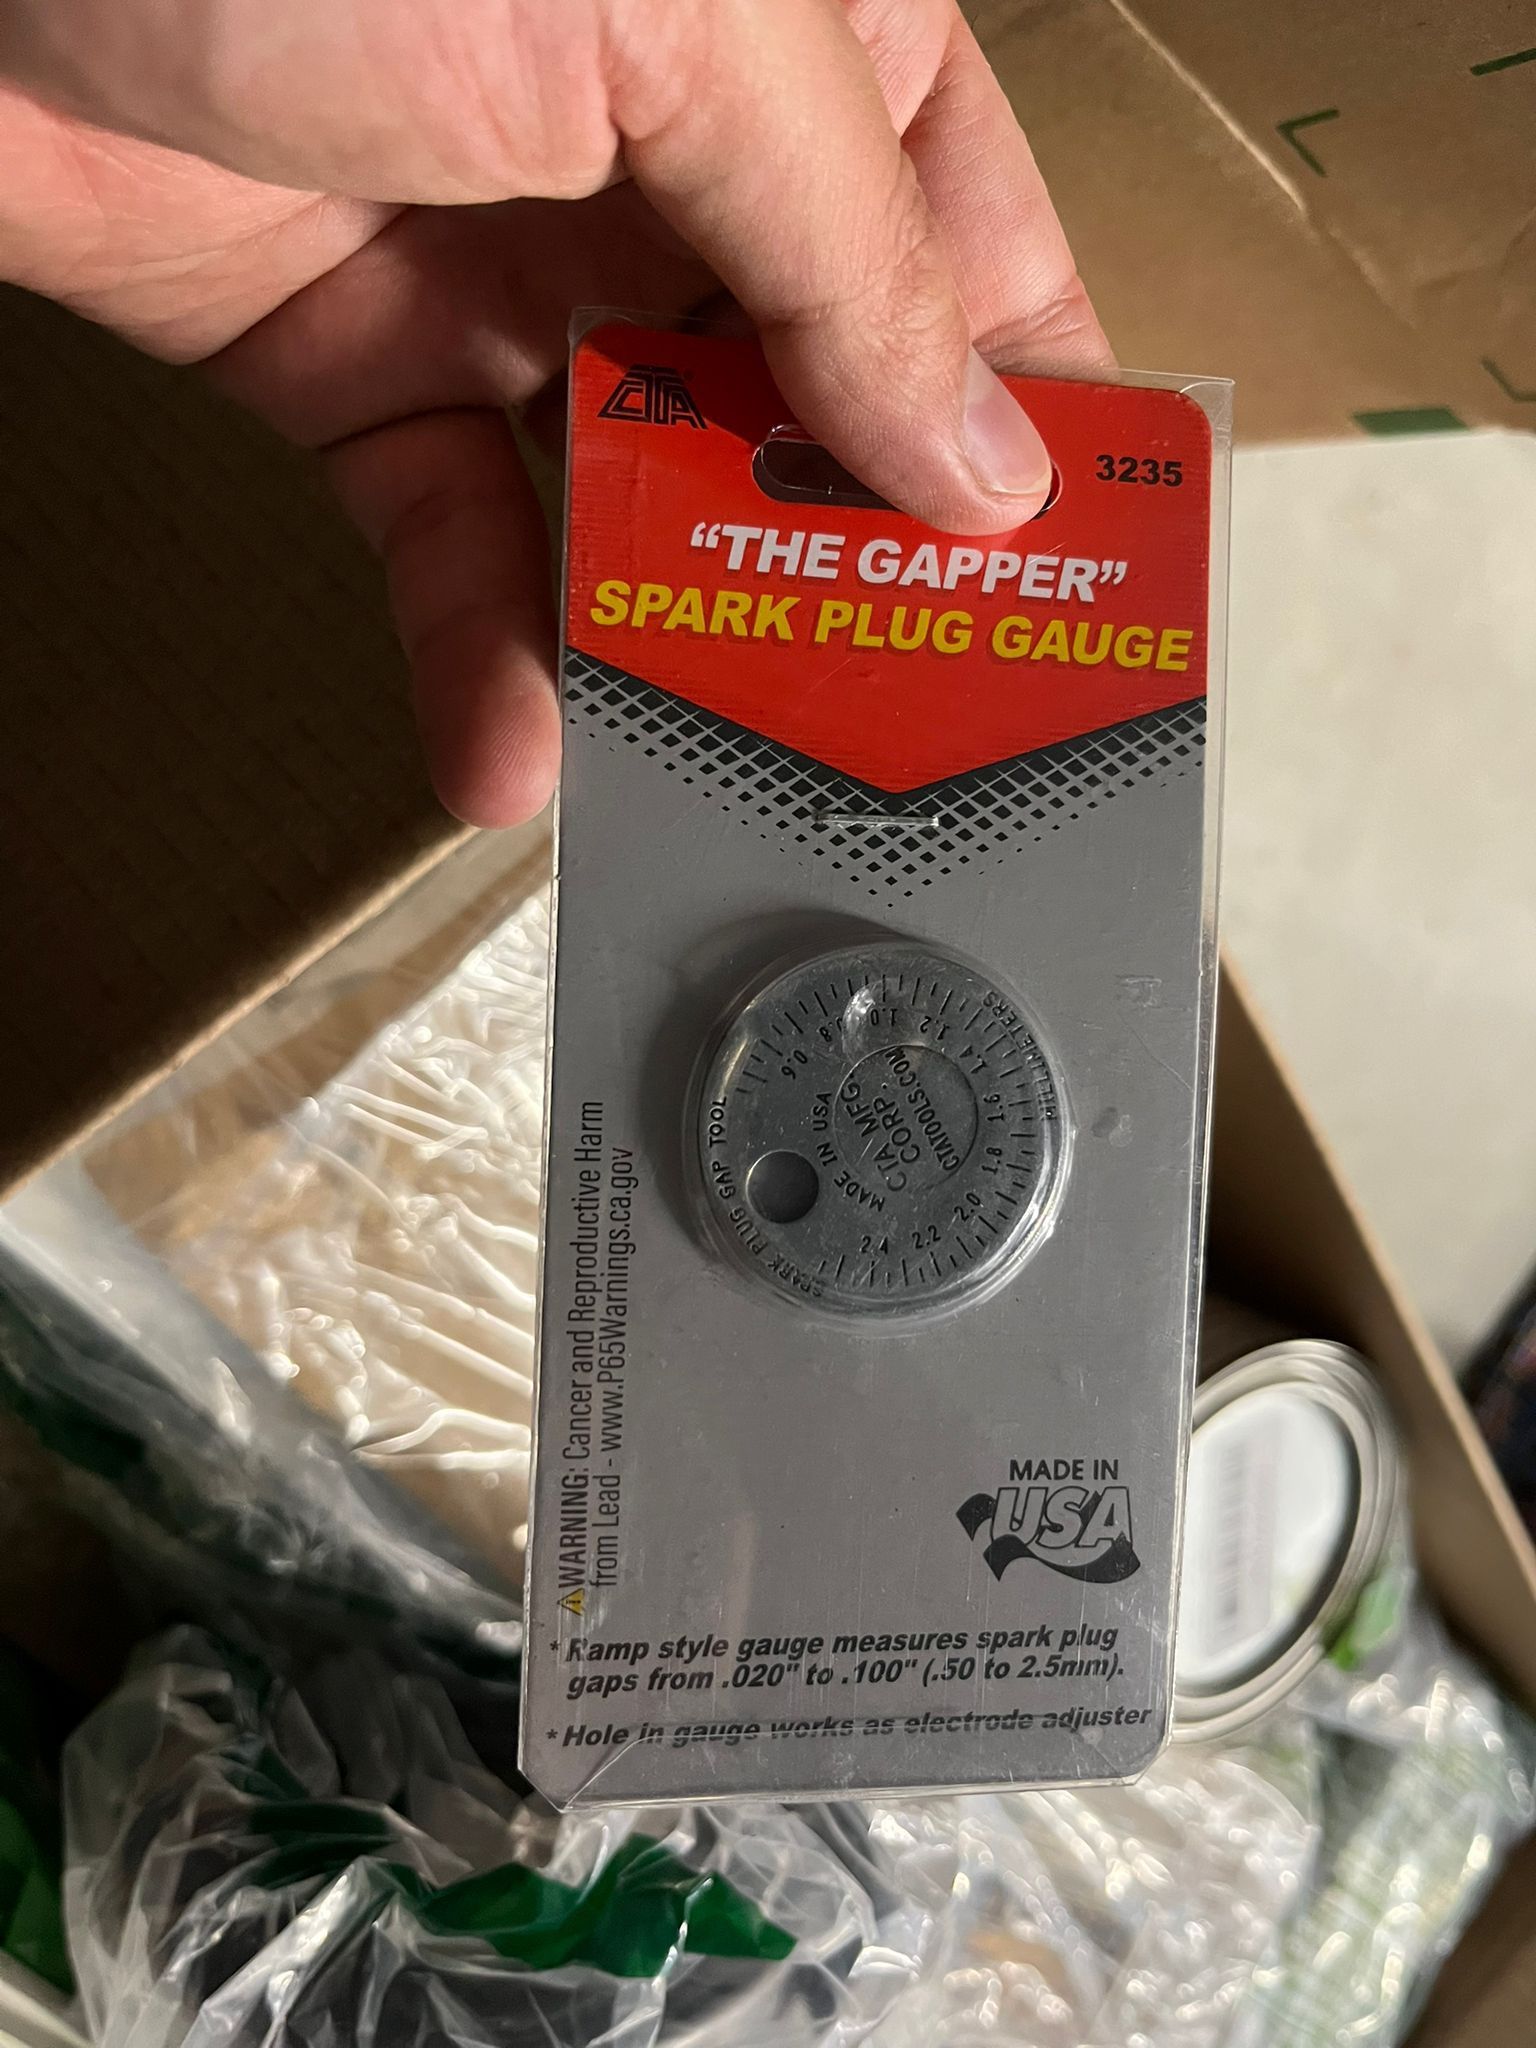 CTA
3235
"THE GAPPER"
SPARK PLUG GAUGE
SPARK PLUG GAP TOOL
MILLIMETERS
0.6
.8
1.0
1.2
1.4
1.6
1.8
2.0
2.2
2.4
MADE IN USA
CTA MFG
CORP.
CTATOOLS.COM
⚠WARNING: Cancer and Reproductive Harm
from Lead - www.P65Warnings.ca.gov
MADE IN
USA
* Ramp style gauge measures spark plug
gaps from .020" to .100" (.50 to 2.5mm).
* Hole in gauge works as electrode adjuster